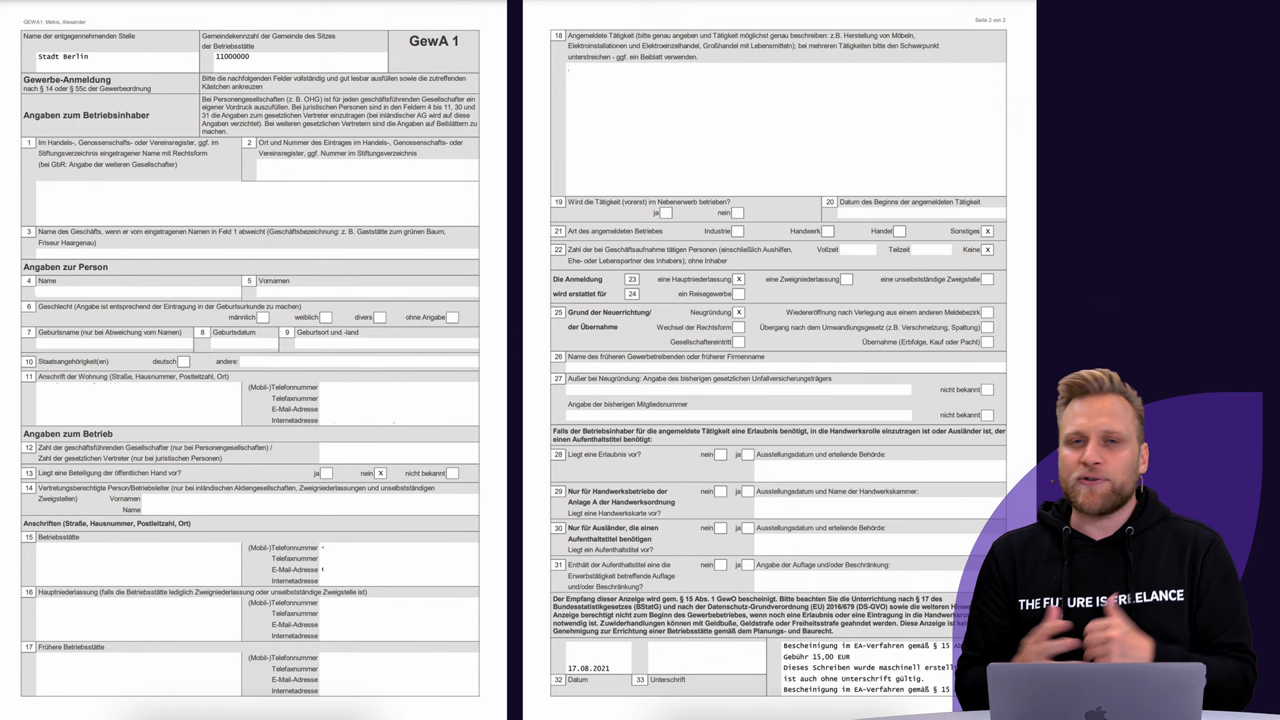 GEWA1: Mekla, Alexander
Name der entgegennehmenden Stelle
Stadt Berlin
Gemeindekennzahl der Gemeinde des Sitzes
der Betriebsstätte
11000000
GewA 1
Gewerbe-Anmeldung
nach § 14 oder § 55c der Gewerbeordnung
Bitte die nachfolgenden Felder vollständig und gut lesbar ausfüllen sowie die zutreffenden
Kästchen ankreuzen
Angaben zum Betriebsinhaber
Bei Personengesellschaften (z. B. OHG) ist für jeden geschäftsführenden Gesellschafter ein
eigener Vordruck auszufüllen. Bei juristischen Personen sind in den Feldern 4 bis 11, 30 und
31 die Angaben zum gesetzlichen Vertreter einzutragen (bei inländischer AG wird auf diese
Angaben verzichtet). Bei weiteren gesetzlichen Vertretern sind die Angaben auf Beiblättern zu
machen.
1 Im Handels-, Genossenschafts- oder Vereinsregister, ggf. im
Stiftungsverzeichnis eingetragener Name mit Rechtsform
(bei GbR: Angabe der weiteren Gesellschafter)
2 Ort und Nummer des Eintrages im Handels-, Genossenschafts- oder
Vereinsregister, ggf. Nummer im Stiftungsverzeichnis
3 Name des Geschäfts, wenn er vom eingetragenen Namen in Feld 1 abweicht (Geschäftsbezeichnung: z. B. Gaststätte zum grünen Baum,
Friseur Haargenau)
Angaben zur Person
4 Name
5 Vornamen
6 Geschlecht (Angabe ist entsprechend der Eintragung in der Geburtsurkunde zu machen)
männlich weiblich divers ohne Angabe
7 Geburtsname (nur bei Abweichung vom Namen)
8 Geburtsdatum
9 Geburtsort und -land
10 Staatsangehörigkeit(en) deutsch andere:
11 Anschrift der Wohnung (Straße, Hausnummer, Postleitzahl, Ort)
(Mobil-)Telefonnummer
Telefaxnummer
E-Mail-Adresse
Internetadresse
Angaben zum Betrieb
12 Zahl der geschäftsführenden Gesellschafter (nur bei Personengesellschaften) /
Zahl der gesetzlichen Vertreter (nur bei juristischen Personen)
13 Liegt eine Beteiligung der öffentlichen Hand vor? ja nein X nicht bekannt
14 Vertretungsberechtigte Person/Betriebsleiter (nur bei inländischen Aktiengesellschaften, Zweigniederlassungen und unselbstständigen
Zweigstellen) Vornamen
Name
Anschriften (Straße, Hausnummer, Postleitzahl, Ort)
15 Betriebsstätte
(Mobil-)Telefonnummer
Telefaxnummer
E-Mail-Adresse
Internetadresse
16 Hauptniederlassung (falls die Betriebsstätte lediglich Zweigniederlassung oder unselbstständige Zweigstelle ist)
(Mobil-)Telefonnummer
Telefaxnummer
E-Mail-Adresse
Internetadresse
17 Frühere Betriebsstätte
(Mobil-)Telefonnummer
Telefaxnummer
E-Mail-Adresse
Internetadresse
Seite 2 von 2
18 Angemeldete Tätigkeit (bitte genau angeben und Tätigkeit möglichst genau beschreiben: z.B. Herstellung von Möbeln,
Elektroinstallationen und Elektroeinzelhandel, Großhandel mit Lebensmitteln); bei mehreren Tätigkeiten bitte den Schwerpunkt
unterstreichen - ggf. ein Beiblatt verwenden.
19 Wird die Tätigkeit (vorerst) im Nebenerwerb betrieben?
ja nein
20 Datum des Beginns der angemeldeten Tätigkeit
21 Art des angemeldeten Betriebes Industrie Handwerk Handel Sonstiges X
22 Zahl der bei Geschäftsaufnahme tätigen Personen (einschließlich Aushilfen, Vollzeit Teilzeit Keine X
Ehe- oder Lebenspartner des Inhabers); ohne Inhaber
Die Anmeldung 23 eine Hauptniederlassung X eine Zweigniederlassung eine unselbstständige Zweigstelle
wird erstattet für 24 ein Reisegewerbe
25 Grund der Neuerrichtung/ Neugründung X Wiedereröffnung nach Verlegung aus einem anderen Meldebezirk
der Übernahme Wechsel der Rechtsform Übergang nach dem Umwandlungsgesetz (z.B. Verschmelzung, Spaltung)
Gesellschaftereintritt Übernahme (Erbfolge, Kauf oder Pacht)
26 Name des früheren Gewerbetreibenden oder früherer Firmenname
27 Außer bei Neugründung: Angabe des bisherigen gesetzlichen Unfallversicherungsträgers
nicht bekannt
Angabe der bisherigen Mitgliedsnummer
nicht bekannt
Falls der Betriebsinhaber für die angemeldete Tätigkeit eine Erlaubnis benötigt, in die Handwerksrolle einzutragen ist oder Ausländer ist, der
einen Aufenthaltstitel benötigt:
28 Liegt eine Erlaubnis vor? nein ja Ausstellungsdatum und erteilende Behörde:
29 Nur für Handwerksbetriebe der nein ja Ausstellungsdatum und Name der Handwerkskammer:
Anlage A der Handwerksordnung
Liegt eine Handwerkskarte vor?
30 Nur für Ausländer, die einen nein ja Ausstellungsdatum und erteilende Behörde:
Aufenthaltstitel benötigen
Liegt ein Aufenthaltstitel vor?
31 Enthält der Aufenthaltstitel eine die nein ja Angabe der Auflage und/oder Beschränkung:
Erwerbstätigkeit betreffende Auflage
und/oder Beschränkung?
Der Empfang dieser Anzeige wird gem. § 15 Abs. 1 GewO bescheinigt. Bitte beachten Sie die Unterrichtung nach § 17 des
Bundesstatistikgesetzes (BStatG) und nach der Datenschutz-Grundverordnung (EU) 2016/679 (DS-GVO) sowie die weiteren
Anzeige berechtigt nicht zum Beginn des Gewerbebetriebes, wenn noch eine Erlaubnis oder eine Eintragung in die
notwendig ist. Zuwiderhandlungen können mit Geldbuße, Geldstrafe oder Freiheitsstrafe geahndet werden. Diese Anzeige ist
Genehmigung zur Errichtung einer Betriebsstätte gemäß dem Planungs- und Baurecht.
17.08.2021
32 Datum
33 Unterschrift
Bescheinigung im EA-Verfahren gemäß § 15
Gebühr 15,00 EUR
Dieses Schreiben wurde maschinell
ist auch ohne Unterschrift gültig.
Bescheinigung im EA-Verfahren gemäß § 15
THE FUTURE IS FREELANCE